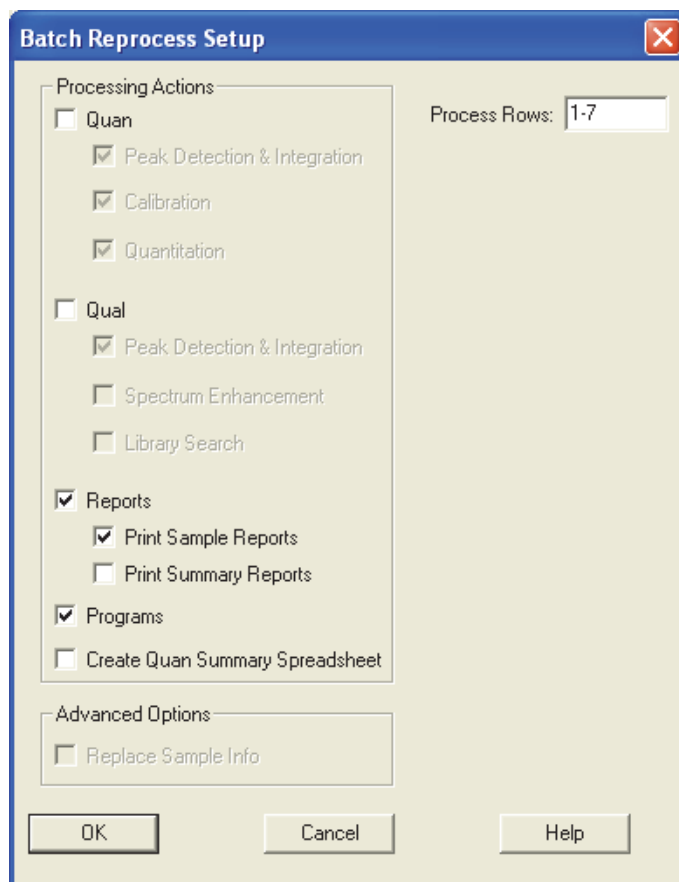 Batch Reprocess Setup
Processing Actions
Process Rows: 1-7
Quan
Peak Detection & Integration
Calibration
Quantitation
Qual
Peak Detection & Integration
Spectrum Enhancement
Library Search
Reports
Print Sample Reports
Print Summary Reports
Programs
Create Quan Summary Spreadsheet
Advanced Options
Replace Sample Info
OK Cancel Help